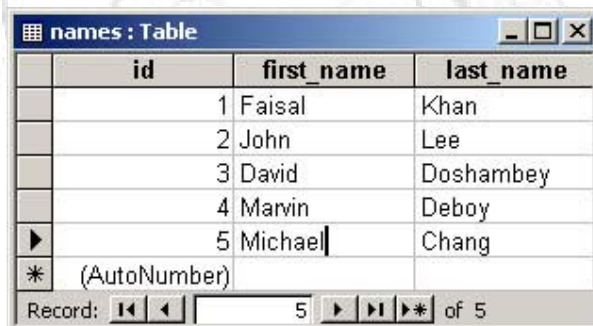 names : Table
id first_name last_name
1 Faisal Khan
2 John Lee
3 David Doshambey
4 Marvin Deboy
5 Michael Chang
(AutoNumber)
Record: 5 of 5